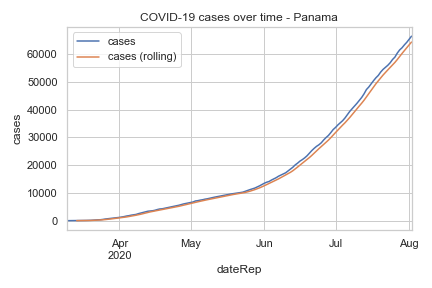 COVID-19 cases over time - Panama
cases
cases (rolling)
60000
50000
40000
30000
20000
10000
0
cases
Apr
2020
May
Jun
Jul
Aug
dateRep